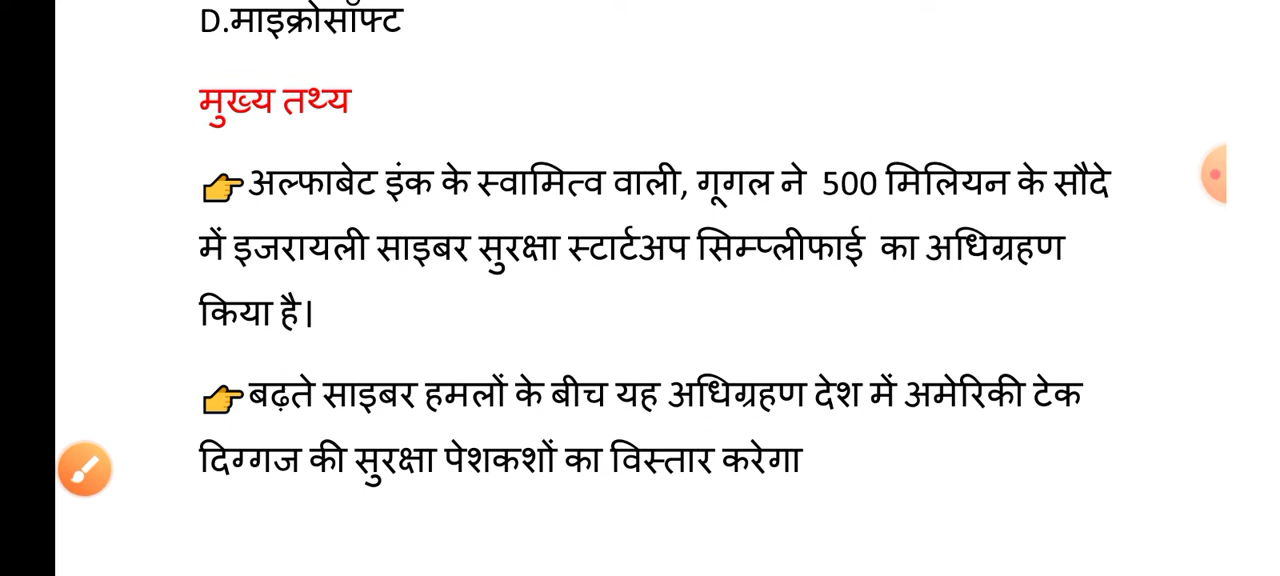 D.माइक्रोसॉफ्ट
मुख्य तथ्य
👉अल्फाबेट इंक के स्वामित्व वाली, गूगल ने 500 मिलियन के सौदे
में इजरायली साइबर सुरक्षा स्टार्टअप सिम्प्लीफाई का अधिग्रहण
किया है।
👉बढ़ते साइबर हमलों के बीच यह अधिग्रहण देश में अमेरिकी टेक
दिग्गज की सुरक्षा पेशकशों का विस्तार करेगा